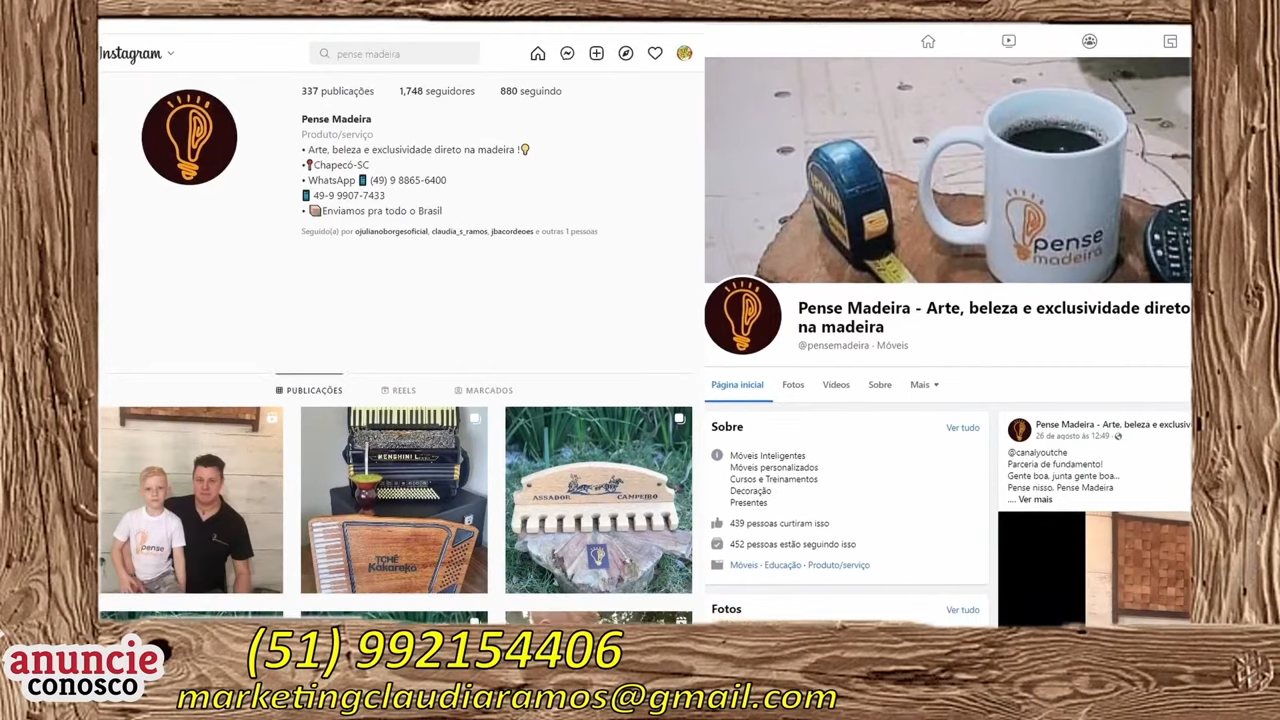 Instagram
pense madeira
337 publicações 1,748 seguidores 880 seguindo
Pense Madeira
Produto/serviço
• Arte, beleza e exclusividade direto na madeira !💡
•📍Chapecó-SC
• WhatsApp 📱 (49) 9 8865-6400
📱 49-9 9907-7433
• 📦Enviamos pra todo o Brasil
Seguido(a) por ojulianoborgesoficial, claudia_s_ramos, jbacordeoes e outras 1 pessoas
PUBLICAÇÕES REELS MARCADOS
pense
ASSADOR CAMPEIRO
TCHÊ
Kakareko
IRWIN
pense
madeira
Pense Madeira - Arte, beleza e exclusividade direto
na madeira
@pensemadeira · Móveis
Página inicial Fotos Vídeos Sobre Mais
Sobre Ver tudo
Móveis Inteligentes
Móveis personalizados
Cursos e Treinamentos
Decoração
Presentes
439 pessoas curtiram isso
452 pessoas estão seguindo isso
Móveis · Educação · Produto/serviço
Fotos Ver tudo
Pense Madeira - Arte, beleza e exclusiv
26 de agosto às 12:49 ·
@canalyoutche
Parceria de fundamento!
Gente boa, junta gente boa...
Pense nisso. Pense Madeira
.... Ver mais
anuncie
conosco
(51) 992154406
marketingclaudiaramos@gmail.com